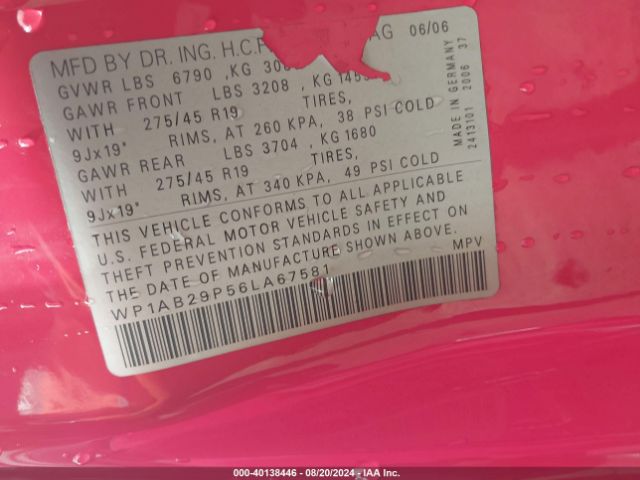 MFD BY DR. ING. H.C.F AG 06/06
GVWR LBS 6790 , KG
GAWR FRONT LBS 3208 , KG
WITH 275/45 R19 TIRES,
9Jx19" RIMS, AT 260 KPA, 38 PSI COLD
GAWR REAR LBS 3704 , KG 1680
WITH 275/45 R19 TIRES,
9Jx19" RIMS, AT 340 KPA, 49 PSI COLD
THIS VEHICLE CONFORMS TO ALL APPLICABLE
U.S. FEDERAL MOTOR VEHICLE SAFETY AND
THEFT PREVENTION STANDARDS IN EFFECT ON
THE DATE OF MANUFACTURE SHOWN ABOVE.
WP1AB29P56LA67581 MPV
MADE IN GERMANY
2413101 2006 37
000-40138446 - 08/20/2024 - IAA Inc.